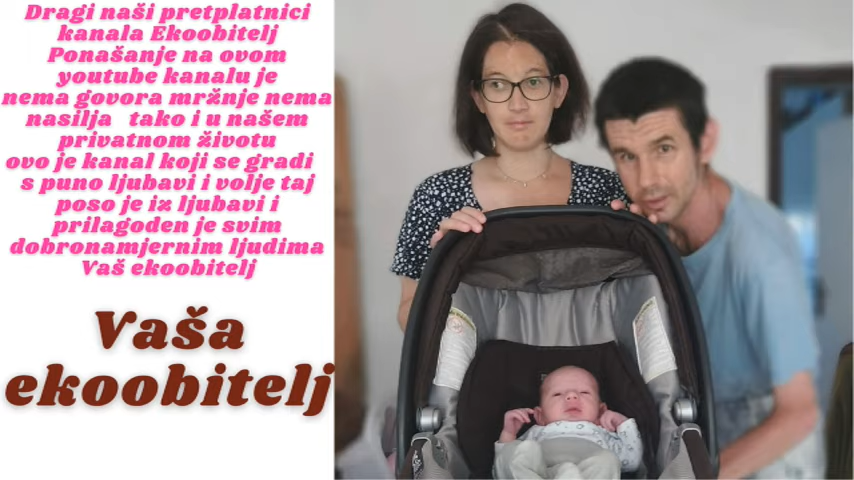 Dragi naši pretplatnici
kanala Ekoobitelj
Ponašanje na ovom
youtube kanalu je
nema govora mržnje nema
nasilja tako i u našem
privatnom životu
ovo je kanal koji se gradi
s puno ljubavi i volje taj
poso je iz ljubavi i
prilagođen je svim
dobronamjernim ljudima
Vaš ekoobitelj
Vaša
ekoobitelj